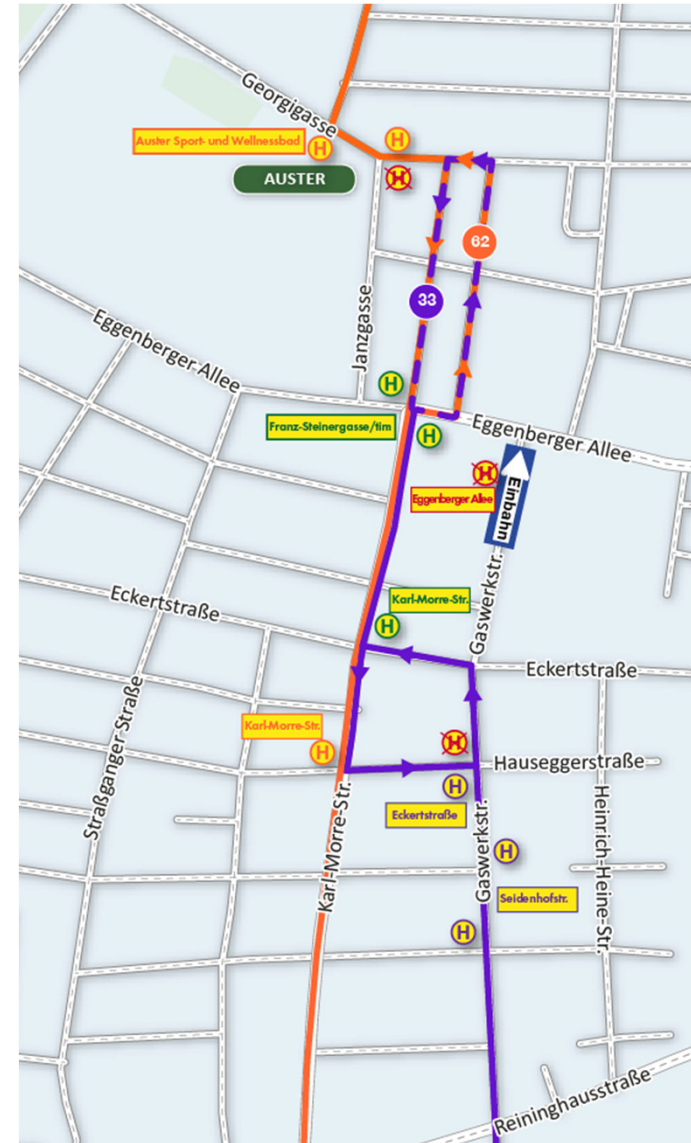 Georgigasse
H
Auster Sport- und Wellnessbad
H
AUSTER
H
62
33
Janzgasse
Eggenberger Allee
H
Franz-Steinergasse/tim
H
Eggenberger Allee
H
Eggenberger Allee
Einbahn
Gaswerkstr.
Eckertstraße
Karl-Morre-Str.
H
Eckertstraße
Straßganger Straße
Karl-Morre-Str.
H
H
Hauseggerstraße
H
Eckertstraße
Karl-Morre-Str.
Gaswerkstr.
Heinrich-Heine-Str.
H
Seidenhofstr.
H
Reininghausstraße